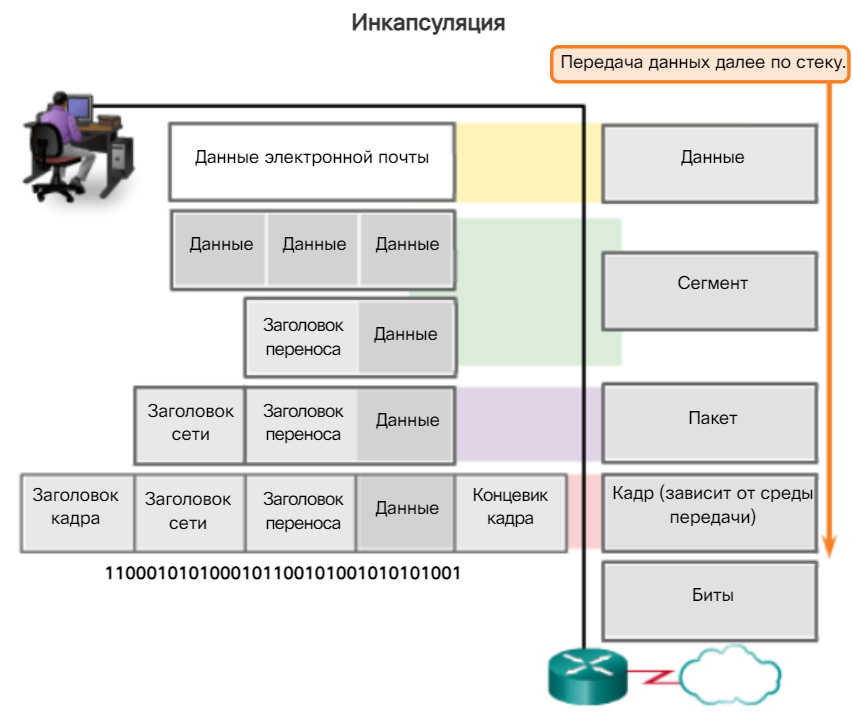 Инкапсуляция
Передача данных далее по стеку.
Данные электронной почты
Данные
Данные Данные Данные
Сегмент
Заголовок
переноса
Данные
Заголовок
сети
Заголовок
переноса
Данные
Пакет
Заголовок
кадра
Заголовок
сети
Заголовок
переноса
Данные
Концевик
кадра
Кадр (зависит от среды
передачи)
1100010101000101100101001010101001
Биты